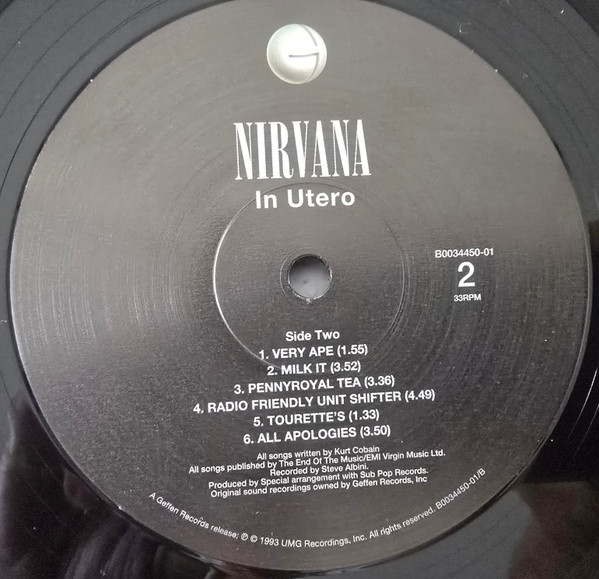 NIRVANA
In Utero
B0034450-01
2
33RPM
Side Two
1. VERY APE (1.55)
2. MILK IT (3.52)
3. PENNYROYAL TEA (3.36)
4. RADIO FRIENDLY UNIT SHIFTER (4.49)
5. TOURETTE'S (1.33)
6. ALL APOLOGIES (3.50)
All songs written by Kurt Cobain
All songs published by The End Of The Music/EMI Virgin Music Ltd.
Recorded by Steve Albini.
Produced by Special arrangement with Sub Pop Records.
Original sound recordings owned by Geffen Records, Inc
A Geffen Records release; ℗ © 1993 UMG Recordings, Inc. All rights reserved. B0034450-01/B